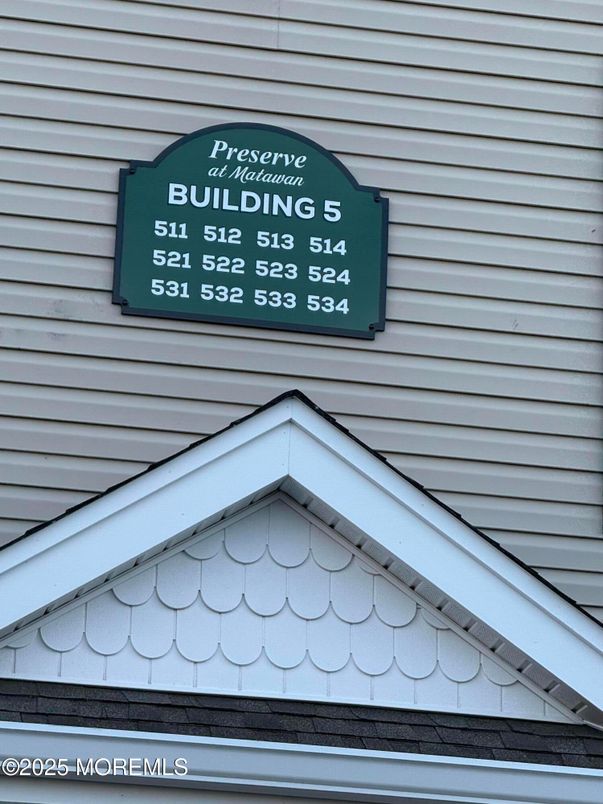 Preserve
at Matawan
BUILDING 5
511 512 513 514
521 522 523 524
531 532 533 534
©2025 MOREMLS